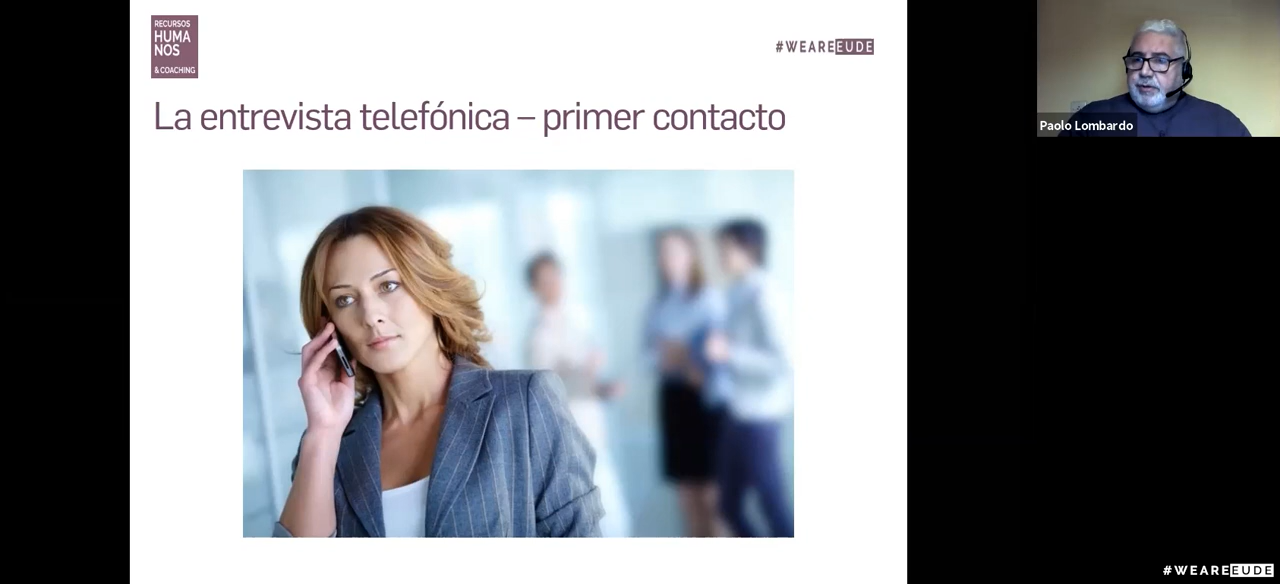 RECURSOS
HUMA
NOS
& COACHING
#WEAREEUDE
La entrevista telefónica – primer contacto
Paolo Lombardo
#WEAREEUDE